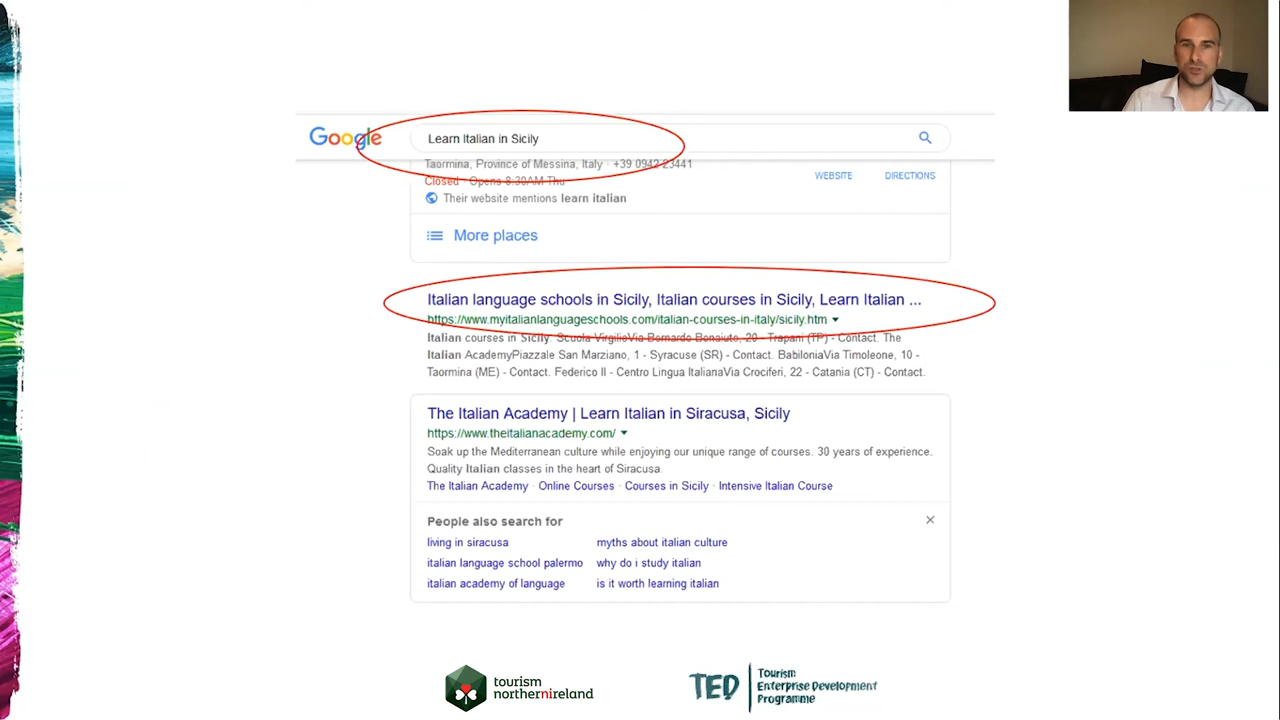 Google
Learn Italian in Sicily
Taormina, Province of Messina, Italy · +39 0942 23441
Closed · Opens 8:30AM Thu
WEBSITE
DIRECTIONS
Their website mentions learn italian
More places
Italian language schools in Sicily, Italian courses in Sicily, Learn Italian ...
https://www.myitalianlanguageschools.com/italian-courses-in-italy/sicily.htm
Italian courses in Sicily. Scuola VirgilioVia Bernardo Bonaiuto, 20 - Trapani (TP) - Contact. The
Italian AcademyPiazzale San Marziano, 1 - Syracuse (SR) - Contact. BabiloniaVia Timoleone, 10 -
Taormina (ME) - Contact. Federico II - Centro Lingua ItalianaVia Crociferi, 22 - Catania (CT) - Contact.
The Italian Academy | Learn Italian in Siracusa, Sicily
https://www.theitalianacademy.com/
Soak up the Mediterranean culture while enjoying our unique range of courses. 30 years of experience.
Quality Italian classes in the heart of Siracusa.
The Italian Academy · Online Courses · Courses in Sicily · Intensive Italian Course
People also search for
living in siracusa
myths about italian culture
italian language school palermo
why do i study italian
italian academy of language
is it worth learning italian
tourism
northernireland
TED
Tourism
Enterprise Development
Programme